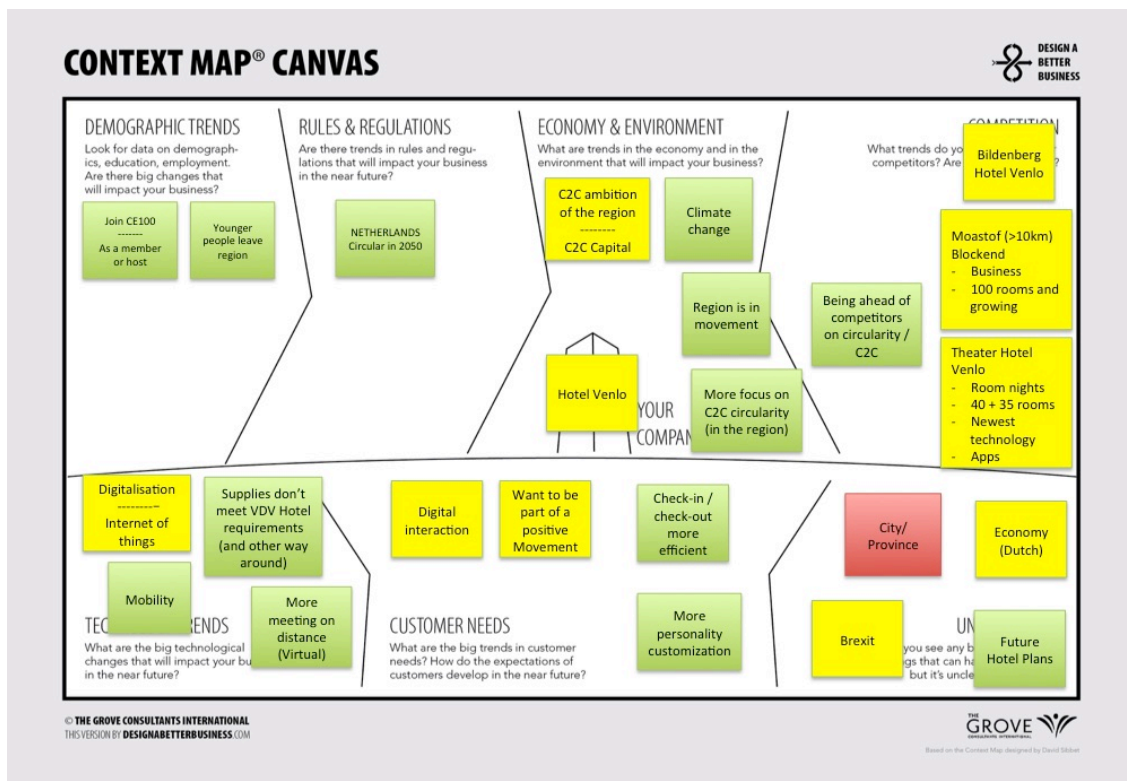 CONTEXT MAP® CANVAS
DESIGN A
BETTER
BUSINESS
DEMOGRAPHIC TRENDS
Look for data on demograph-
ics, education, employment.
Are there big changes that
will impact your business?
Join CE100
-------
As a member
or host
Younger
people leave
region
RULES & REGULATIONS
Are there trends in rules and regu-
lations that will impact your business
in the near future?
NETHERLANDS
Circular in 2050
ECONOMY & ENVIRONMENT
What are trends in the economy and in the
environment that will impact your business?
C2C ambition
of the region
--------
C2C Capital
Climate
change
Region is in
movement
More focus on
C2C circularity
(in the region)
Hotel Venlo
YOUR
COMPAN
COMPETITION
What trends do yo
competitors? Are
Bildenberg
Hotel Venlo
Moastof (>10km)
Blockend
- Business
- 100 rooms and
growing
Being ahead of
competitors
on circularity /
C2C
Theater Hotel
Venlo
- Room nights
- 40 + 35 rooms
- Newest
technology
- Apps
Digitalisation
---------
Internet of
things
Supplies don't
meet VDV Hotel
requirements
(and other way
around)
Mobility
More
meeting on
distance
(Virtual)
TEC RENDS
What are the big technological
changes that will impact your bu
in the near future?
Digital
interaction
Want to be
part of a
positive
Movement
Check-in /
check-out
more
efficient
More
personality
customization
CUSTOMER NEEDS
What are the big trends in customer
needs? How do the expectations of
customers develop in the near future?
City/
Province
Economy
(Dutch)
Brexit
Future
Hotel Plans
UN
you see any b
gs that can ha
but it's uncle
© THE GROVE CONSULTANTS INTERNATIONAL
THIS VERSION BY DESIGNABETTERBUSINESS.COM
THE
GROVE
CONSULTANTS INTERNATIONAL
Based on the Context Map designed by David Sibbet